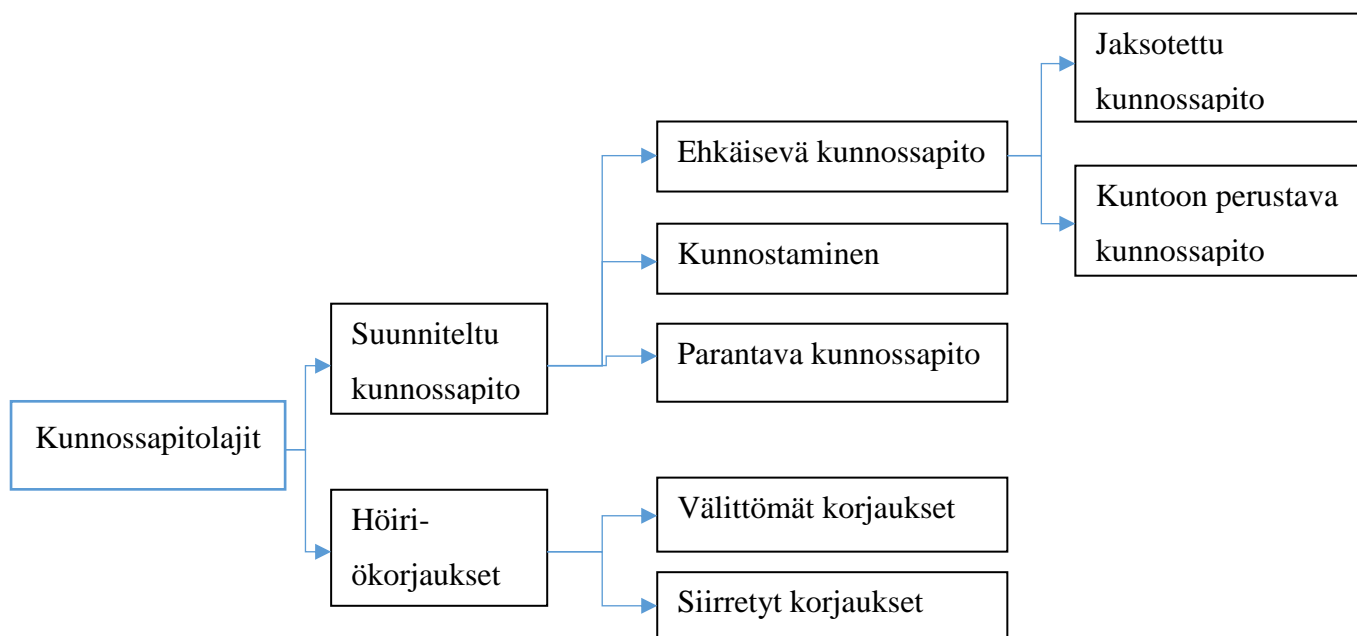 Kunnossapitolajit
Suunniteltu
kunnossapito
Höiri-
ökorjaukset
Ehkäisevä kunnossapito
Kunnostaminen
Parantava kunnossapito
Välittömät korjaukset
Siirretyt korjaukset
Jaksotettu
kunnossapito
Kuntoon perustava
kunnossapito